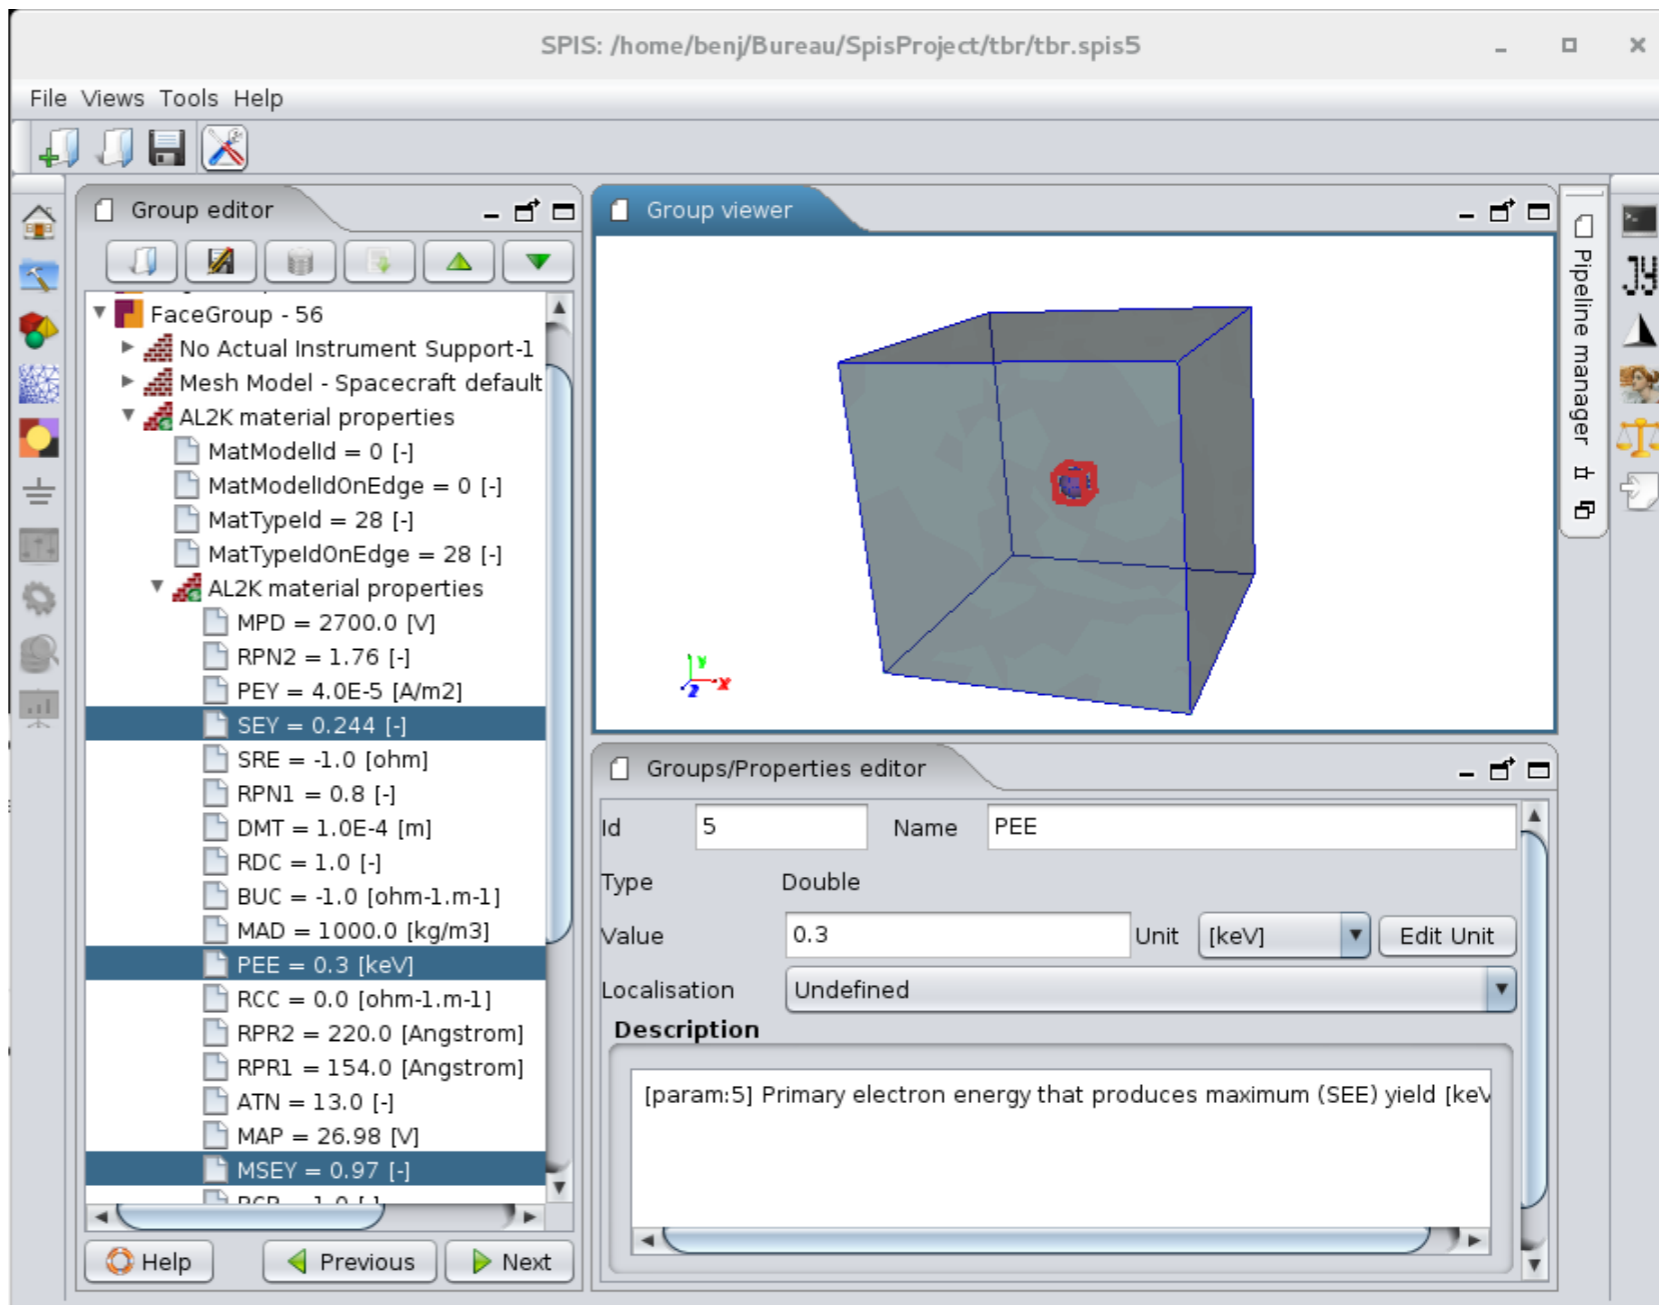 SPIS: /home/benj/Bureau/SpisProject/tbr/tbr.spis5
File Views Tools Help
Group editor
FaceGroup - 56
No Actual Instrument Support-1
Mesh Model - Spacecraft default
AL2K material properties
MatModelId = 0 [-]
MatModelIdOnEdge = 0 [-]
MatTypeId = 28 [-]
MatTypeIdOnEdge = 28 [-]
AL2K material properties
MPD = 2700.0 [V]
RPN2 = 1.76 [-]
PEY = 4.0E-5 [A/m2]
SEY = 0.244 [-]
SRE = -1.0 [ohm]
RPN1 = 0.8 [-]
DMT = 1.0E-4 [m]
RDC = 1.0 [-]
BUC = -1.0 [ohm-1.m-1]
MAD = 1000.0 [kg/m3]
PEE = 0.3 [keV]
RCC = 0.0 [ohm-1.m-1]
RPR2 = 220.0 [Angstrom]
RPR1 = 154.0 [Angstrom]
ATN = 13.0 [-]
MAP = 26.98 [V]
MSEY = 0.97 [-]
Help
Previous
Next
Group viewer
Y
X
Z
Groups/Properties editor
Id 5 Name PEE
Type Double
Value 0.3 Unit [keV] Edit Unit
Localisation Undefined
Description
[param:5] Primary electron energy that produces maximum (SEE) yield [keV
Pipeline manager
JY